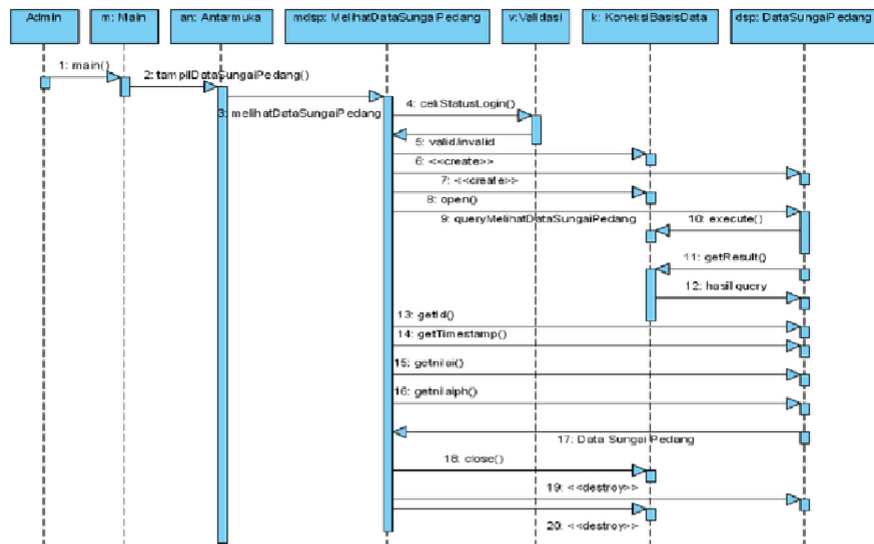 Admin
m: Main
an: Antarmuka
mdsp: MelihatDataSungaiPedang
v:Validasi
k: KoneksiBasisData
dsp: DataSungaiPedang
1: main()
2: tampilDataSungaiPedang()
3: melihatDataSungaiPedang
4: cekStatusLogin()
5: valid/invalid
6: <<create>>
7: <<create>>
8: open()
9: queryMelihatDataSungaiPedang
10: execute()
11: getResult()
12: hasil query
13: getId()
14: getTimestamp()
15: getnilai()
16: getnilaiph()
17: Data Sungai Pedang
18: close()
19: <<destroy>>
20: <<destroy>>